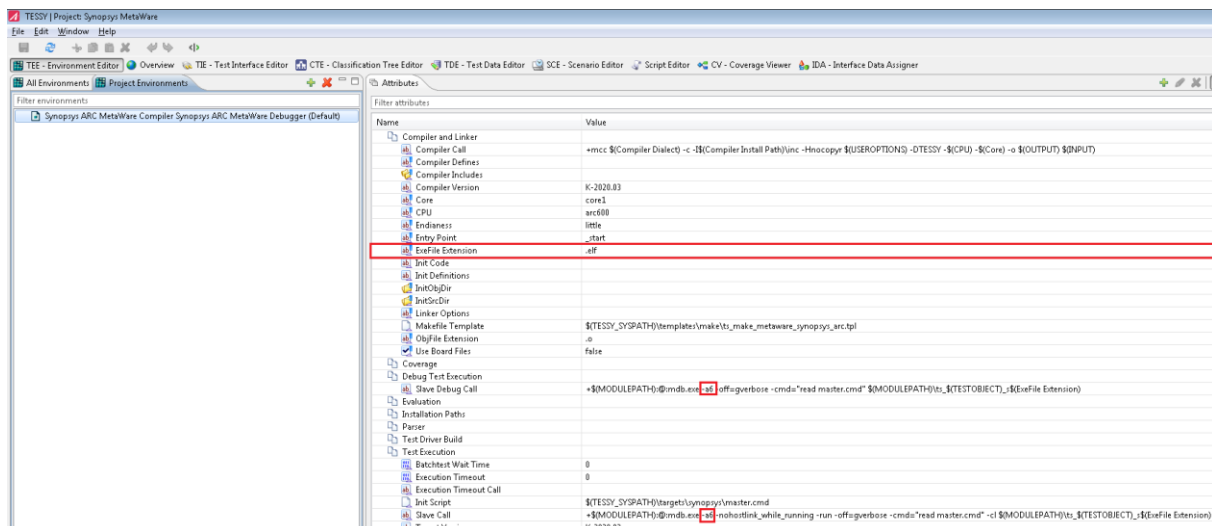 TESSY | Project: Synopsys MetaWare
File Edit Window Help
TEE - Environment Editor Overview TIE - Test Interface Editor CTE - Classification Tree Editor TDE - Test Data Editor SCE - Scenario Editor Script Editor CV - Coverage Viewer IDA - Interface Data Assigner
All Environments Project Environments
Filter environments
Synopsys ARC MetaWare Compiler Synopsys ARC MetaWare Debugger (Default)
Attributes
Filter attributes
Name Value
Compiler and Linker
Compiler Call +mcc $(Compiler Dialect) -c -I$(Compiler Install Path)\inc -Hnocopyr $(USEROPTIONS) -DTESSY -$(CPU) -$(Core) -o $(OUTPUT) $(INPUT)
Compiler Defines
Compiler Includes
Compiler Version K-2020.03
Core core1
CPU arc600
Endianess little
Entry Point _start
ExeFile Extension .elf
Init Code
Init Definitions
InitObjDir
InitSrcDir
Linker Options
Makefile Template $(TESSY_SYSPATH)\templates\make\ts_make_metaware_synopsys_arc.tpl
ObjFile Extension .o
Use Board Files false
Coverage
Debug Test Execution
Slave Debug Call +$(MODULEPATH):@:mdb.exe -a6 -off=gverbose -cmd="read master.cmd" $(MODULEPATH)\ts_$(TESTOBJECT)_s$(ExeFile Extension)
Evaluation
Installation Paths
Parser
Test Driver Build
Test Execution
Batchtest Wait Time 0
Execution Timeout 0
Execution Timeout Call
Init Script $(TESSY_SYSPATH)\targets\synopsys\master.cmd
Slave Call +$(MODULEPATH):@:mdb.exe -a6 -nohostlink_while_running -run -off=gverbose -cmd="read master.cmd" -cl $(MODULEPATH)\ts_$(TESTOBJECT)_s$(ExeFile Extension)